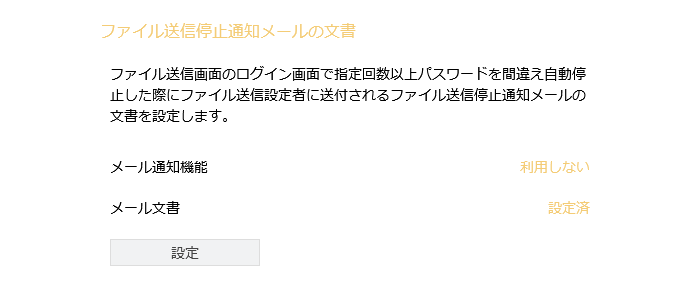 ファイル送信停止通知メールの文書
ファイル送信画面のログイン画面で指定回数以上パスワードを間違え自動停
止した際にファイル送信設定者に送付されるファイル送信停止通知メールの
文書を設定します。
メール通知機能 利用しない
メール文書 設定済
設定